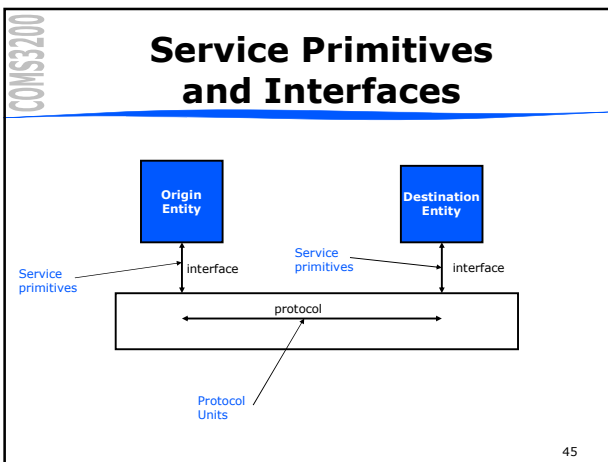 COMS3200
Service Primitives
and Interfaces
Origin
Entity
Destination
Entity
Service
primitives
interface
Service
primitives
interface
protocol
Protocol
Units
45